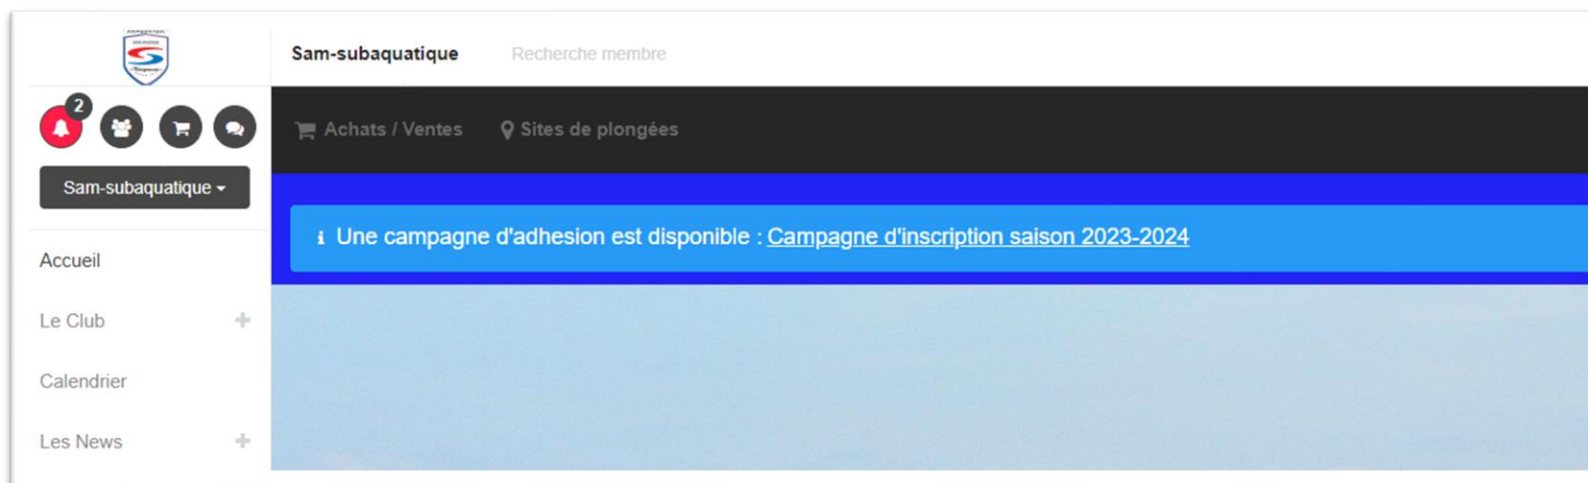 Sam-subaquatique
Recherche membre
2
Achats / Ventes
Sites de plongées
Sam-subaquatique
Une campagne d'adhesion est disponible : Campagne d'inscription saison 2023-2024
Accueil
Le Club
Calendrier
Les News